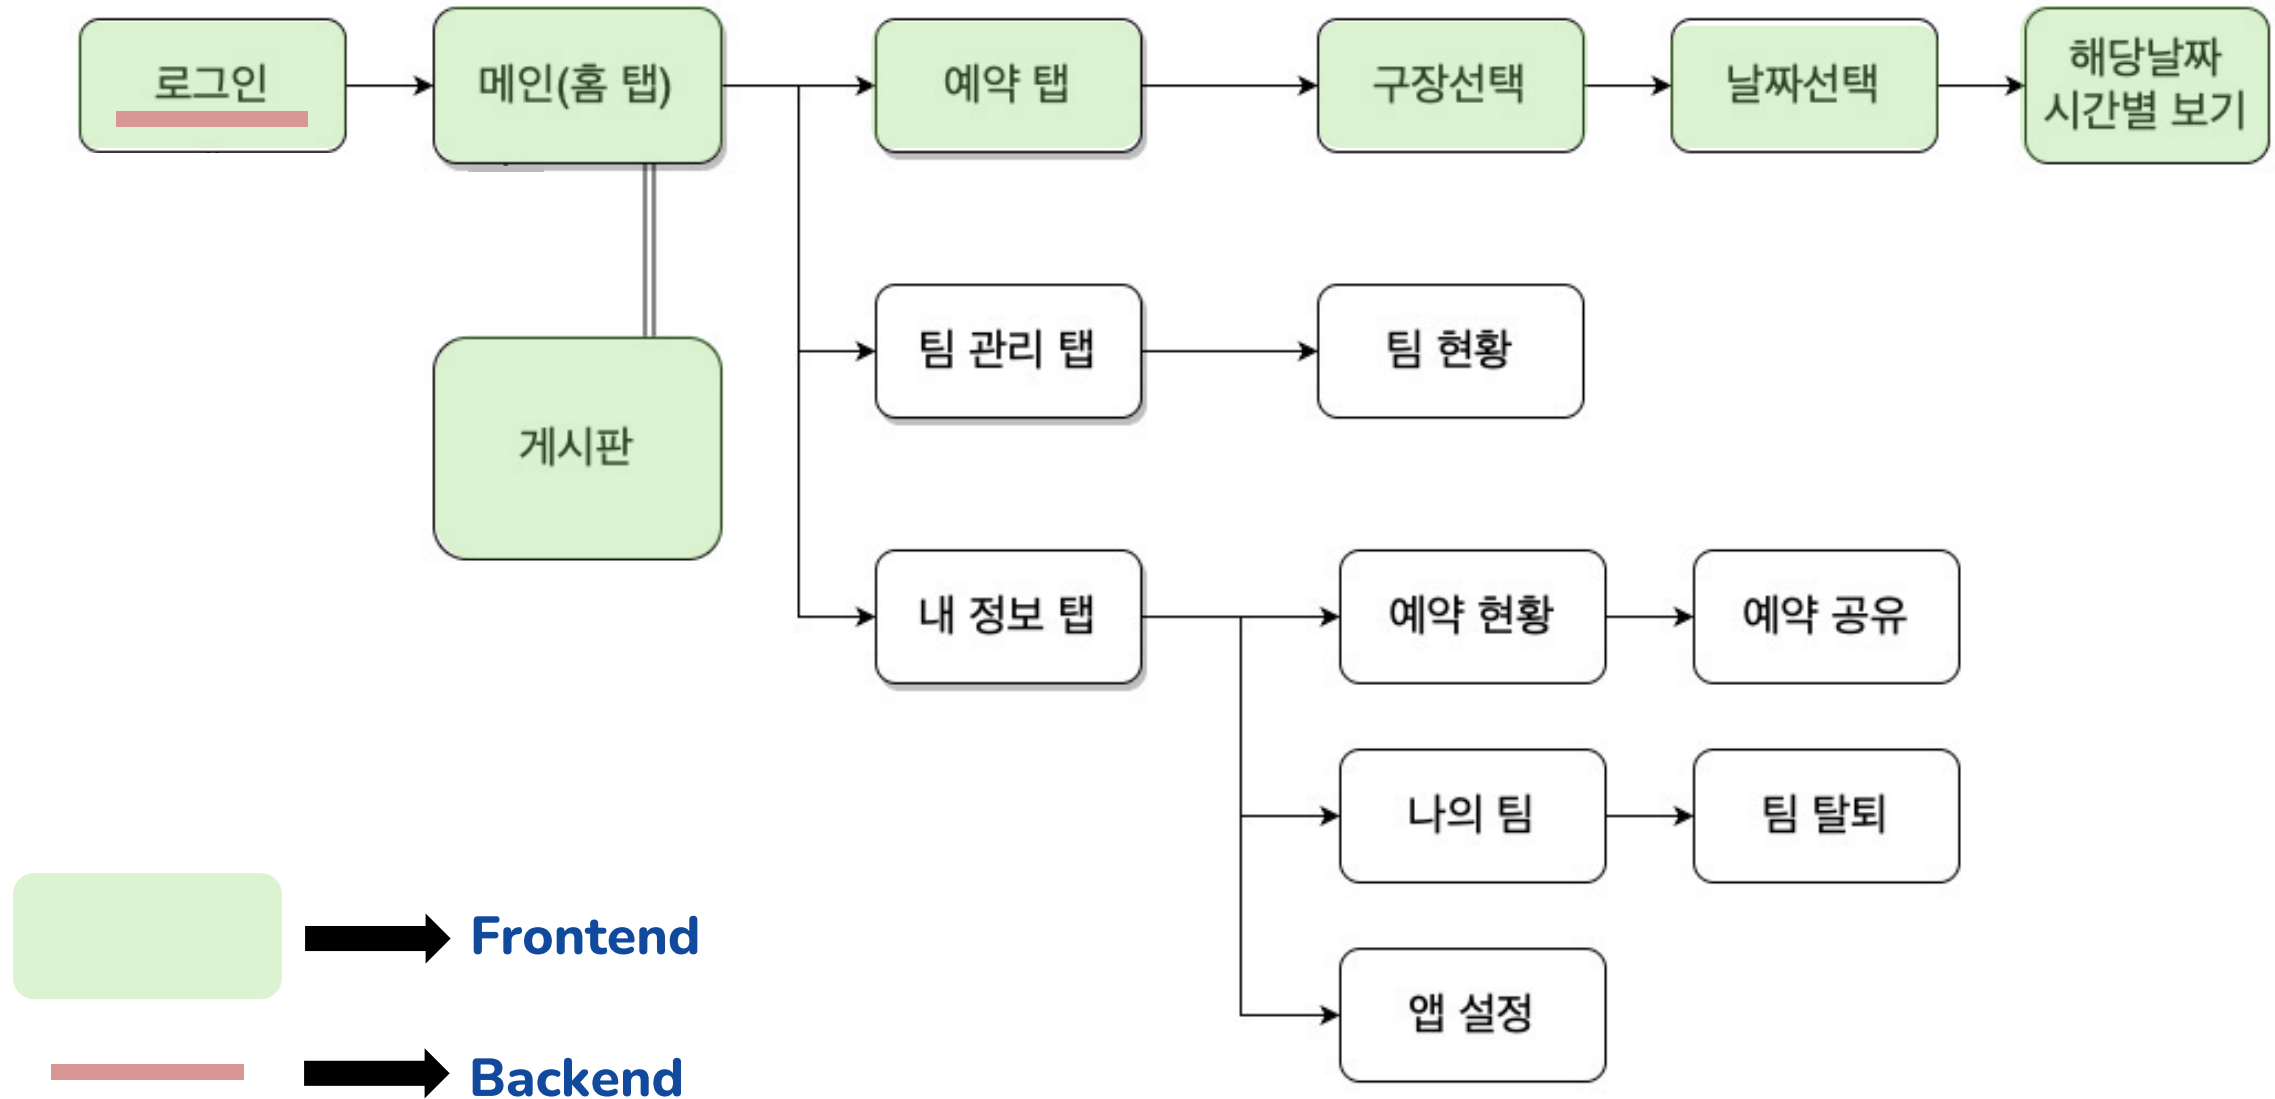 로그인
메인(홈 탭)
예약 탭
구장선택
날짜선택
해당날짜
시간별 보기
팀 관리 탭
팀 현황
게시판
내 정보 탭
예약 현황
예약 공유
나의 팀
팀 탈퇴
앱 설정
Frontend
Backend